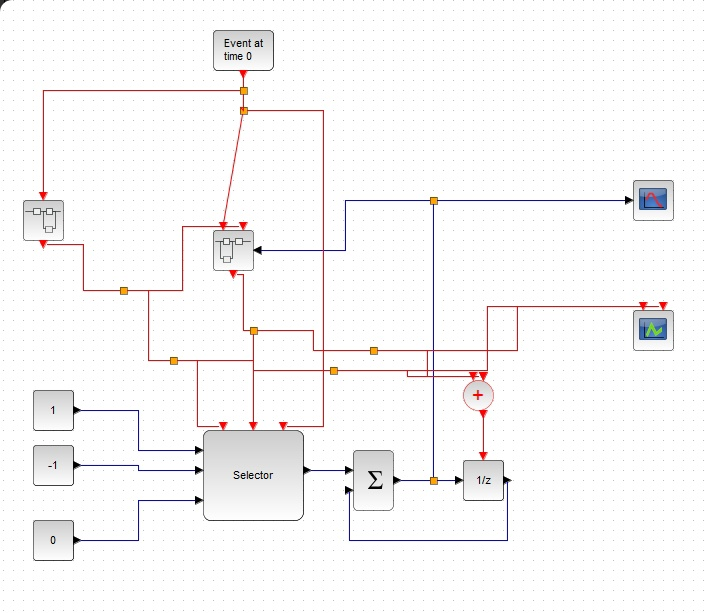 Event at
time 0
+
1
-1
0
Selector
Σ
1/z